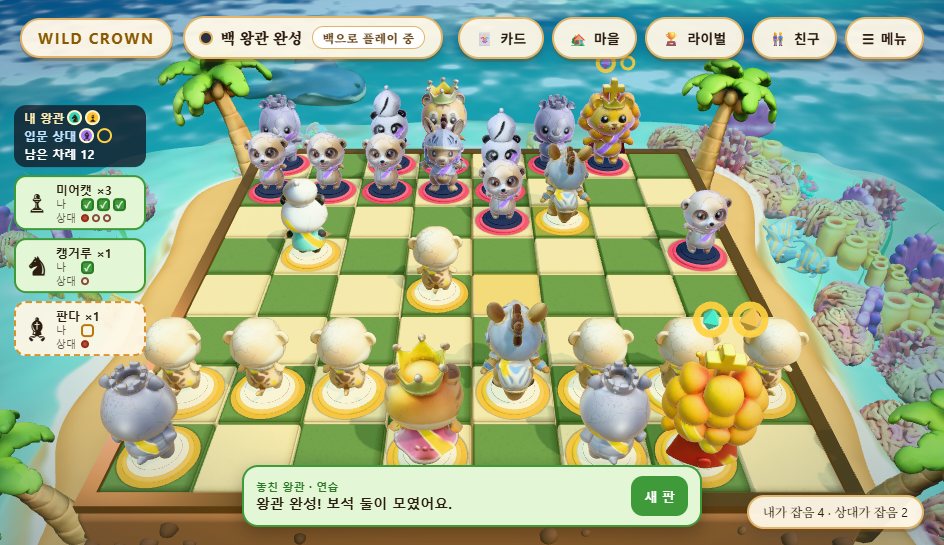 WILD CROWN
백 왕관 완성
백으로 플레이 중
카드
마을
라이벌
친구
☰ 메뉴
내 왕관
입문 상대
남은 차례 12
미어캣 ×3
나
상대
캥거루 ×1
나
상대
판다 ×1
나
상대
놓친 왕관 · 연습
왕관 완성! 보석 둘이 모였어요.
새 판
내가 잡음 4 · 상대가 잡음 2